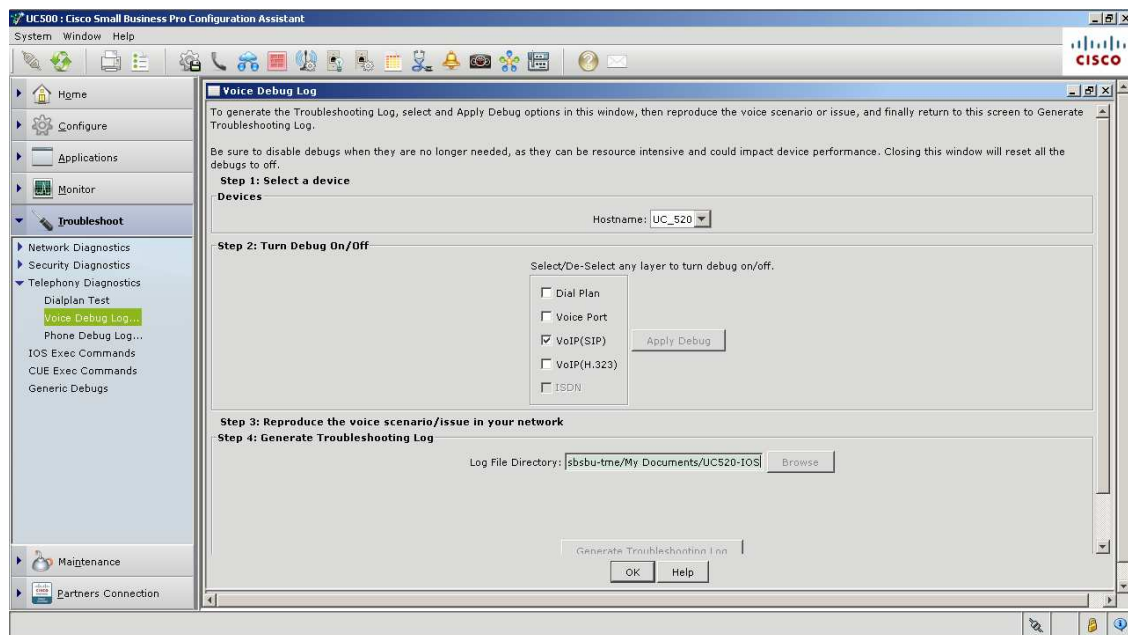 UC500 : Cisco Small Business Pro Configuration Assistant
System Window Help
CISCO
Home
Configure
Applications
Monitor
Troubleshoot
Network Diagnostics
Security Diagnostics
Telephony Diagnostics
Dialplan Test
Voice Debug Log...
Phone Debug Log...
IOS Exec Commands
CUE Exec Commands
Generic Debugs
Maintenance
Partners Connection
Voice Debug Log
To generate the Troubleshooting Log, select and Apply Debug options in this window, then reproduce the voice scenario or issue, and finally return to this screen to Generate
Troubleshooting Log.
Be sure to disable debugs when they are no longer needed, as they can be resource intensive and could impact device performance. Closing this window will reset all the
debugs to off.
Step 1: Select a device
Devices
Hostname: UC_520
Step 2: Turn Debug On/Off
Select/De-Select any layer to turn debug on/off.
Dial Plan
Voice Port
VoIP(SIP)
Apply Debug
VoIP(H.323)
ISDN
Step 3: Reproduce the voice scenario/issue in your network
Step 4: Generate Troubleshooting Log
Log File Directory: sbsbu-tme/My Documents/UC520-IOS Browse
Generate Troubleshooting Log
OK Help